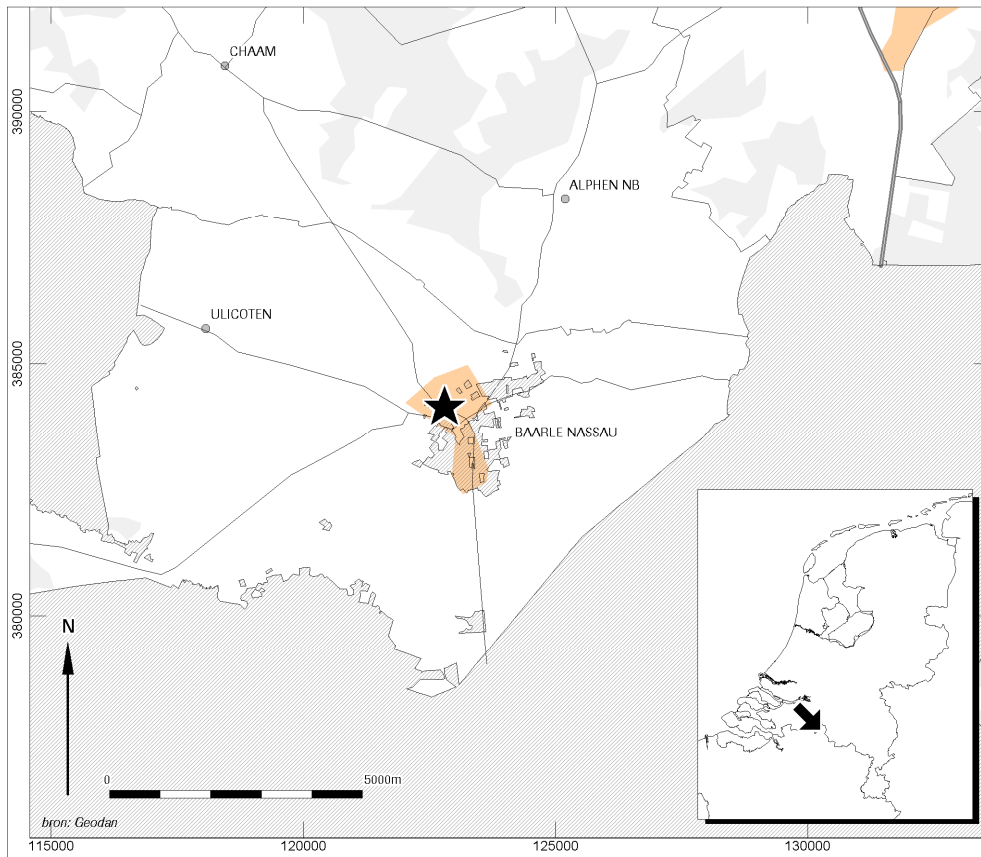 CHAAM
390000
ALPHEN NB
ULICOTEN
385000
BAARLE NASSAU
380000
N
0
5000m
bron: Geodan
115000
120000
125000
130000